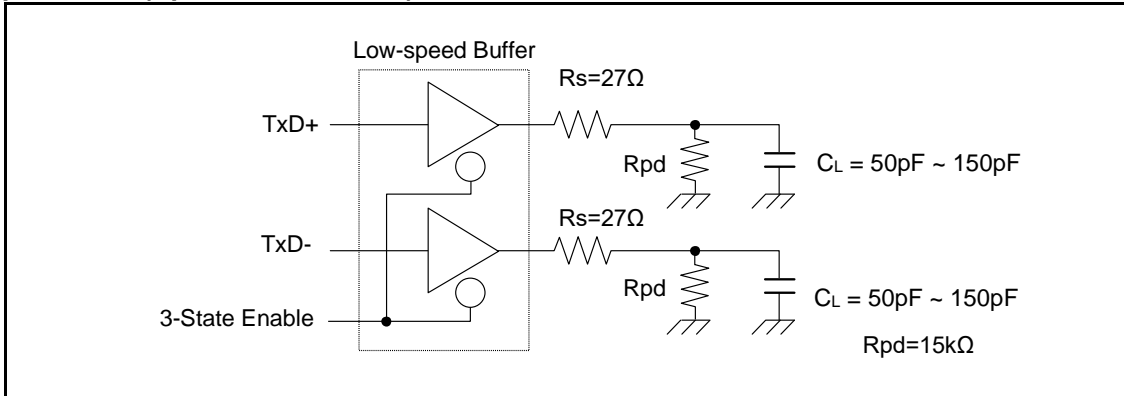 Low-speed Buffer
Rs=27Ω
TxD+
Rpd
CL = 50pF ~ 150pF
Rs=27Ω
TxD-
Rpd
CL = 50pF ~ 150pF
3-State Enable
Rpd=15kΩ